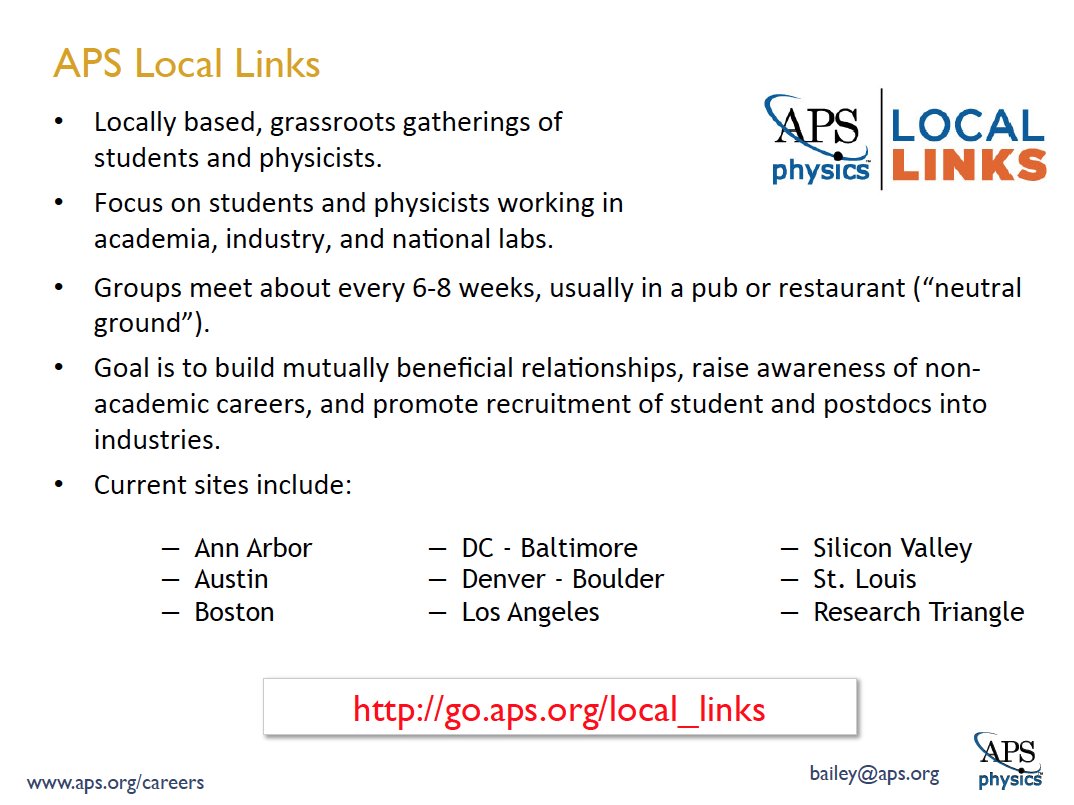 APS Local Links
• Locally based, grassroots gatherings of
students and physicists.
APS
physics™
LOCAL
LINKS
• Focus on students and physicists working in
academia, industry, and national labs.
• Groups meet about every 6-8 weeks, usually in a pub or restaurant (“neutral
ground”).
• Goal is to build mutually beneficial relationships, raise awareness of non-
academic careers, and promote recruitment of student and postdocs into
industries.
• Current sites include:
— Ann Arbor
— Austin
— Boston
— DC - Baltimore
— Denver - Boulder
— Los Angeles
— Silicon Valley
— St. Louis
— Research Triangle
http://go.aps.org/local_links
www.aps.org/careers
bailey@aps.org
APS
physics™